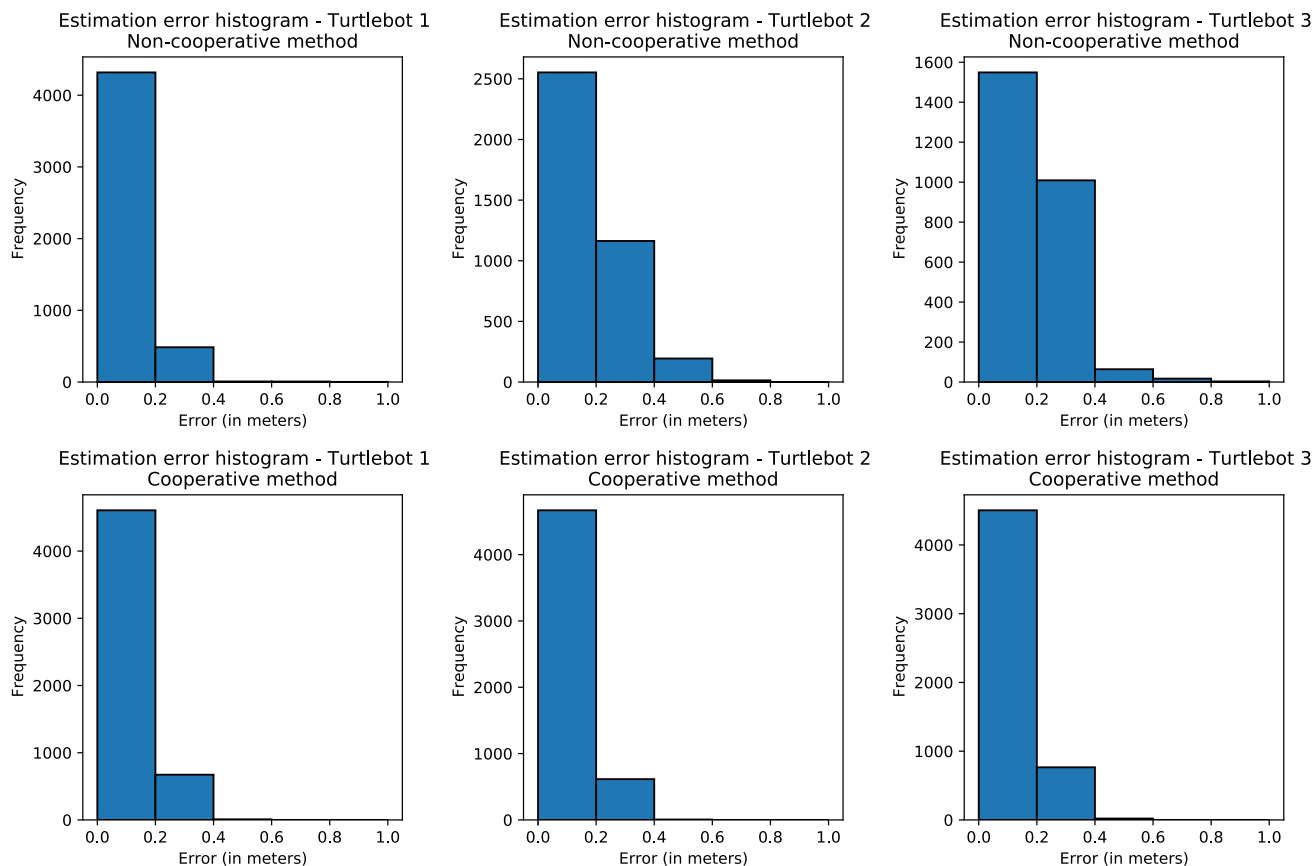 Estimation error histogram - Turtlebot 1
Non-cooperative method
4000
3000
2000
1000
0
Frequency
0.0 0.2 0.4 0.6 0.8 1.0
Error (in meters)
Estimation error histogram - Turtlebot 2
Non-cooperative method
2500
2000
1500
1000
500
0
Frequency
0.0 0.2 0.4 0.6 0.8 1.0
Error (in meters)
Estimation error histogram - Turtlebot 3
Non-cooperative method
1600
1400
1200
1000
800
600
400
200
0
Frequency
0.0 0.2 0.4 0.6 0.8 1.0
Error (in meters)
Estimation error histogram - Turtlebot 1
Cooperative method
4000
3000
2000
1000
0
Frequency
0.0 0.2 0.4 0.6 0.8 1.0
Error (in meters)
Estimation error histogram - Turtlebot 2
Cooperative method
4000
3000
2000
1000
0
Frequency
0.0 0.2 0.4 0.6 0.8 1.0
Error (in meters)
Estimation error histogram - Turtlebot 3
Cooperative method
4000
3000
2000
1000
0
Frequency
0.0 0.2 0.4 0.6 0.8 1.0
Error (in meters)